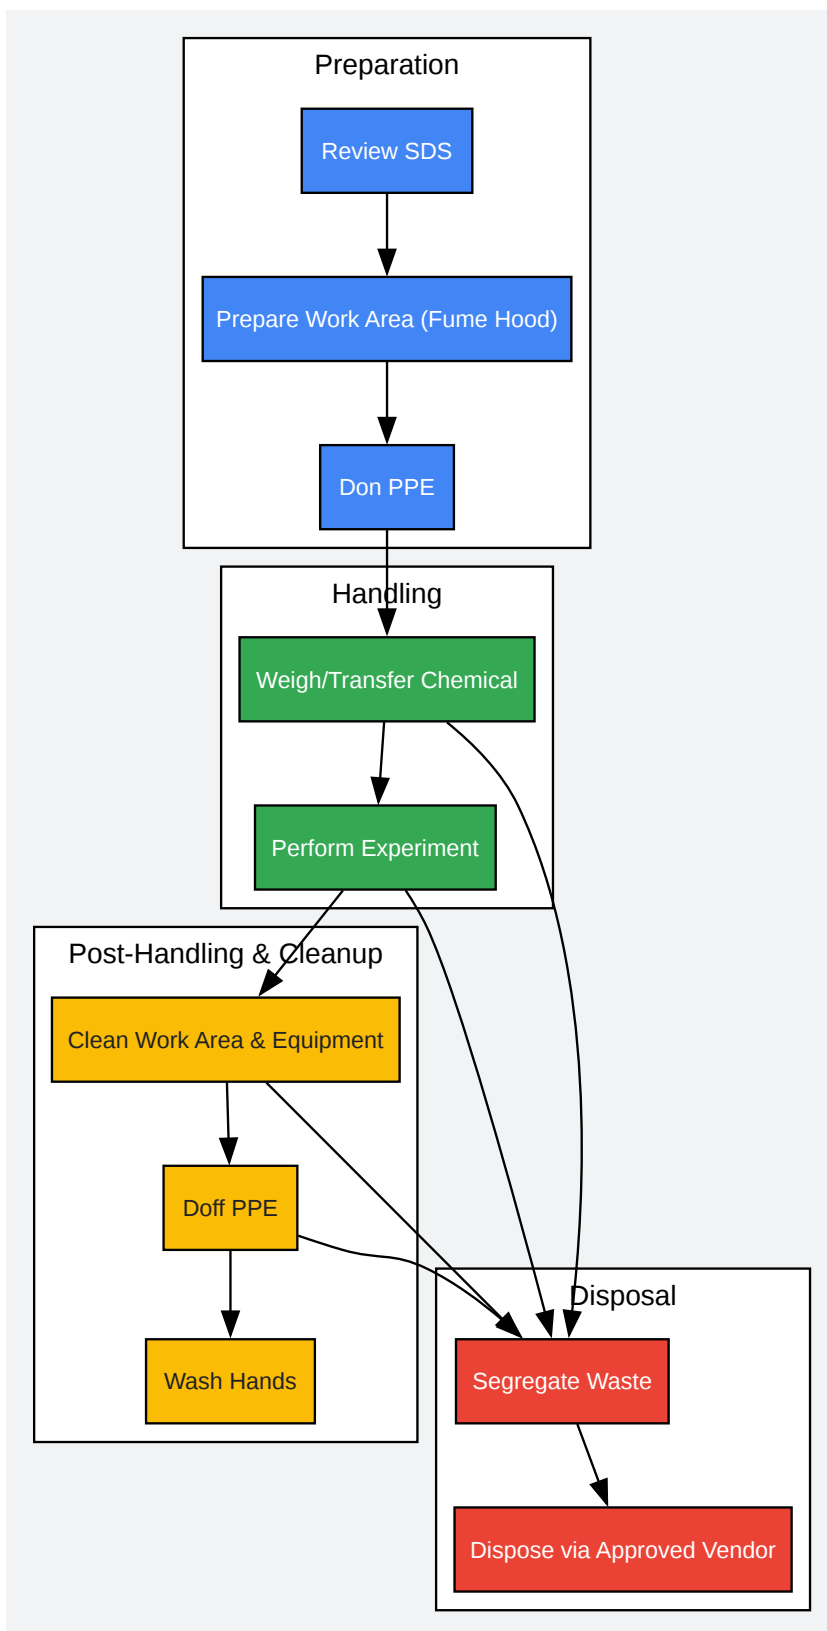 Preparation
Review SDS
Prepare Work Area (Fume Hood)
Don PPE
Handling
Weigh/Transfer Chemical
Perform Experiment
Post-Handling & Cleanup
Clean Work Area & Equipment
Doff PPE
Wash Hands
Disposal
Segregate Waste
Dispose via Approved Vendor